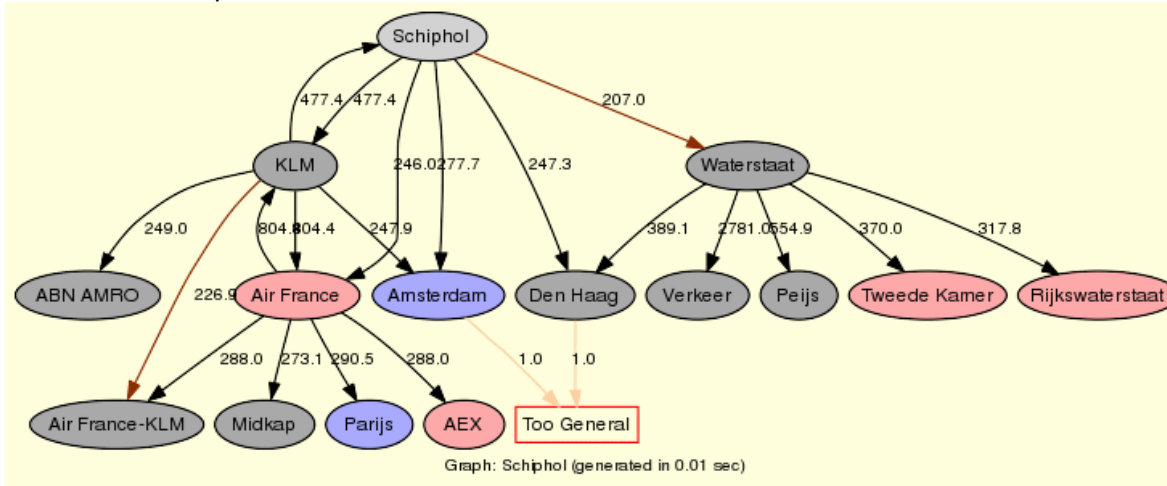 Schiphol
477.4 477.4 207.0
KLM 246.0 277.7 247.3 Waterstaat
249.0 804.4 247.9 389.1 2781.0 554.9 370.0 317.8
ABN AMRO 226.9 Air France Amsterdam Den Haag Verkeer Peijs Tweede Kamer Rijkswaterstaat
288.0 273.1 290.5 288.0 1.0 1.0
Air France-KLM Midkap Parijs AEX Too General
Graph: Schiphol (generated in 0.01 sec)